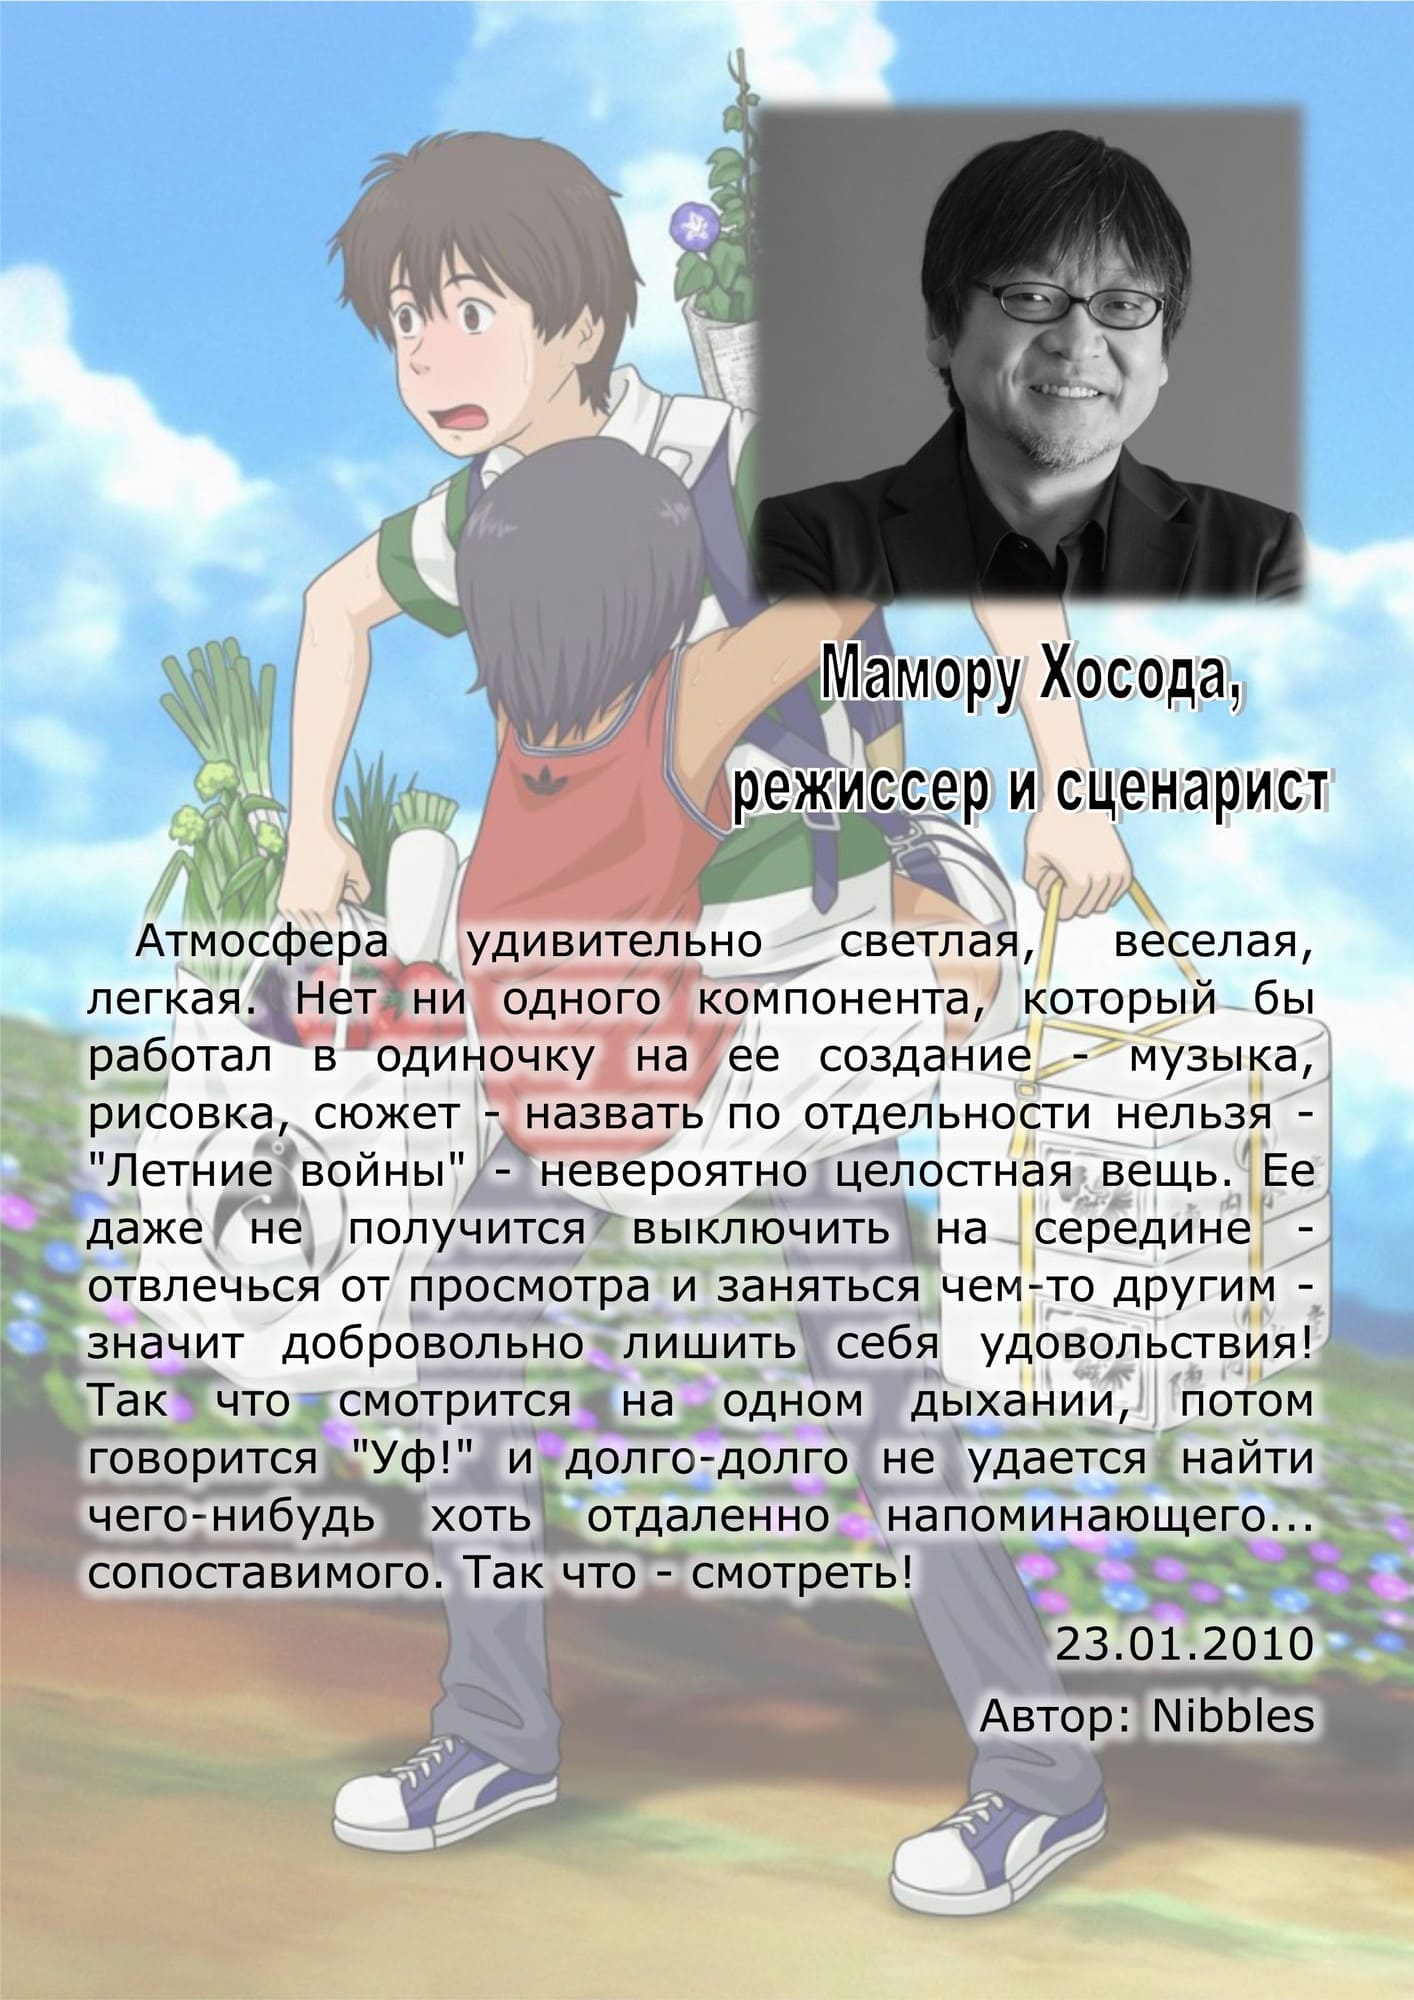 Мамору Хосода,
режиссер и сценарист
Атмосфера удивительно светлая, веселая,
легкая. Нет ни одного компонента, который бы
работал в одиночку на ее создание - музыка,
рисовка, сюжет - назвать по отдельности нельзя -
"Летние войны" - невероятно целостная вещь. Ее
даже не получится выключить на середине -
отвлечься от просмотра и заняться чем-то другим -
значит добровольно лишить себя удовольствия!
Так что смотрится на одном дыхании, потом
говорится "Уф!" и долго-долго не удается найти
чего-нибудь хоть отдаленно напоминающего...
сопоставимого. Так что - смотреть!
23.01.2010
Автор: Nibbles